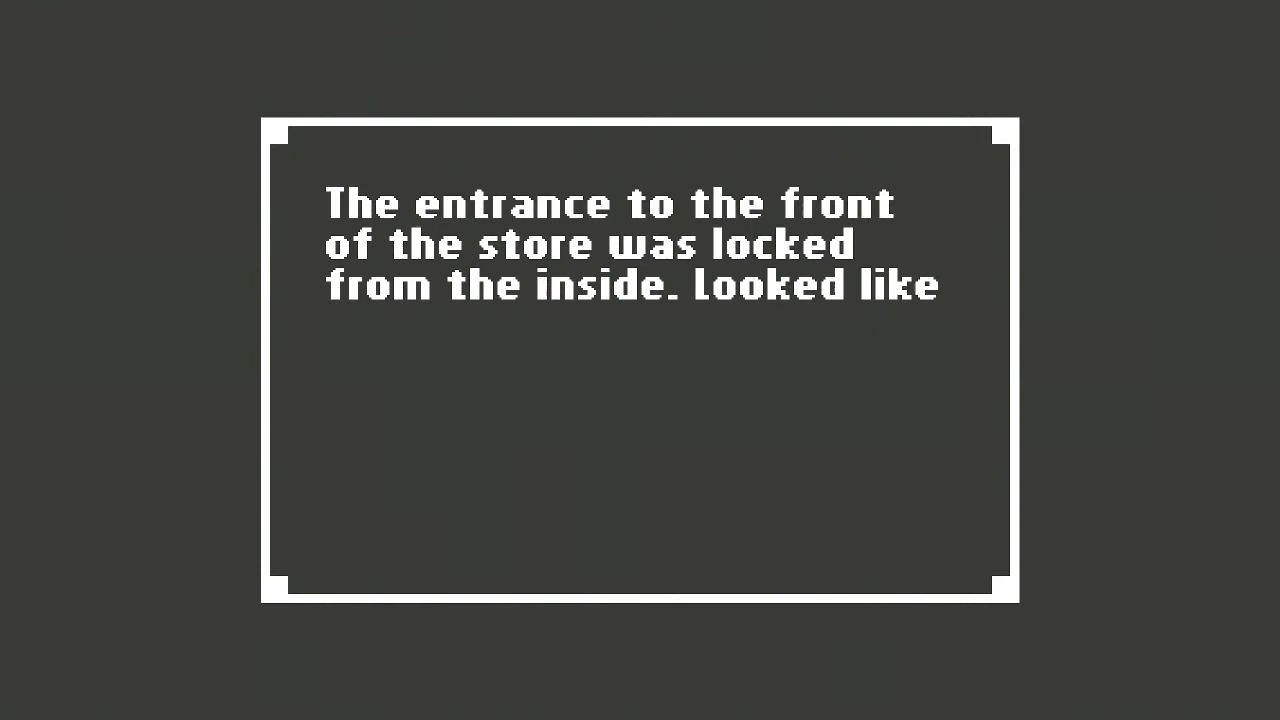 The entrance to the front
of the store was locked
from the inside. Looked like